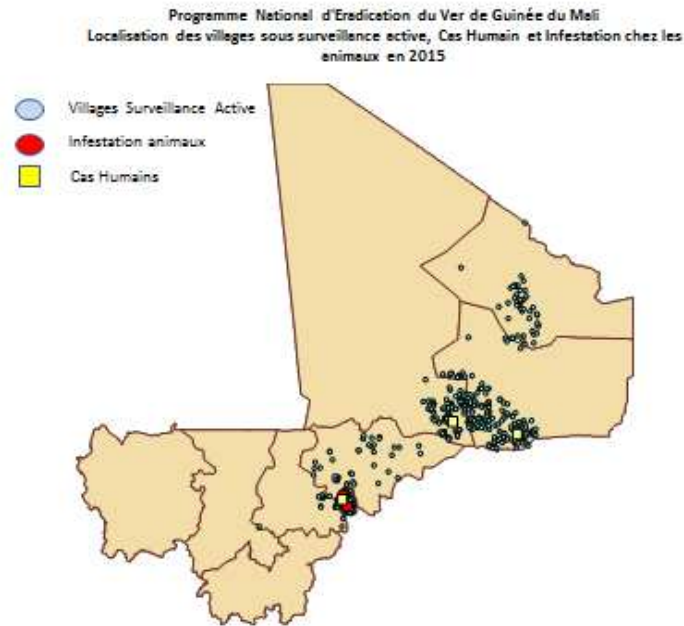 Programme National d'Eradication du Ver de Guinée du Mali
Localisation des villages sous surveillance active, Cas Humain et Infestation chez les
animaux en 2015
Villages Surveillance Active
Infestation animaux
Cas Humains